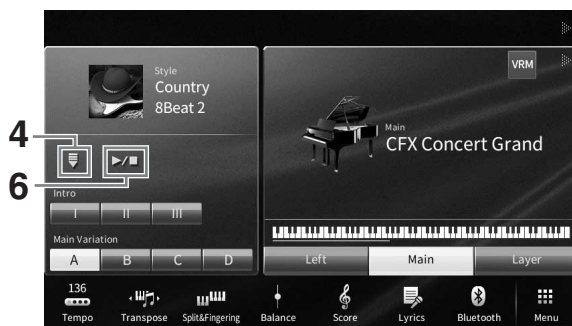 Style
Country
8Beat 2
4
6
Intro
I II III
Main Variation
A B C D
VRM
Main
CFX Concert Grand
Left Main Layer
136
Tempo Transpose Split&Fingering Balance Score Lyrics Bluetooth Menu